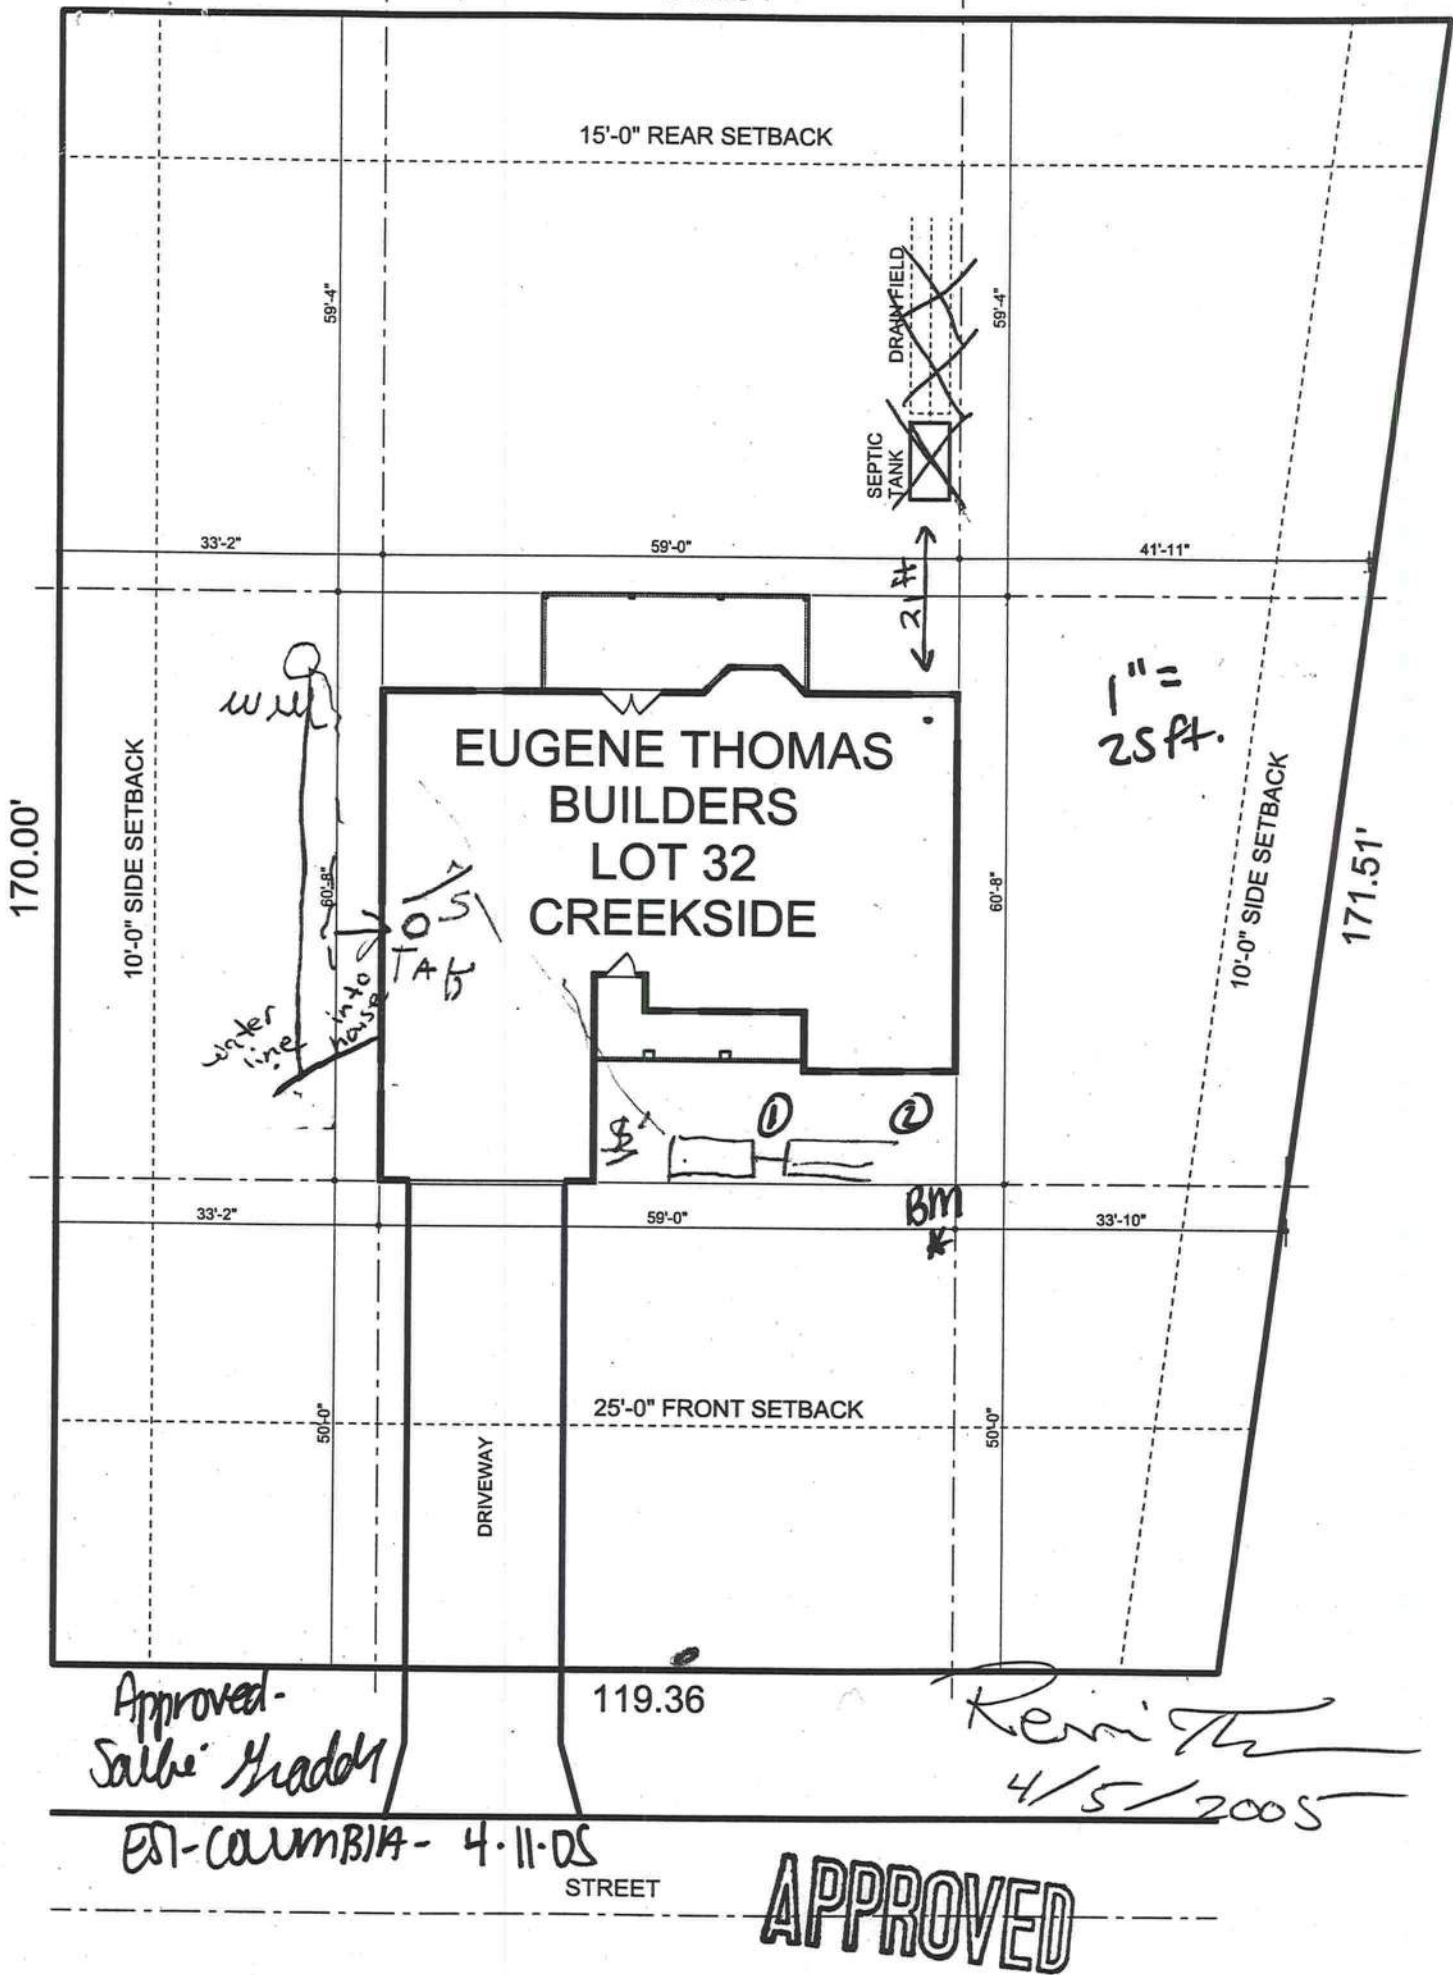 15'-0" REAR SETBACK
59'-4"
DRAIN FIELD
59'-4"
SEPTIC
TANK
33'-2"
59'-0"
41'-11"
21 ft
well
1" =
25 ft.
EUGENE THOMAS
BUILDERS
LOT 32
CREEKSIDE
170.00'
10'-0" SIDE SETBACK
60'-8"
60'-8"
10'-0" SIDE SETBACK
171.51'
water
line
into
house
①
②
BM
33'-2"
59'-0"
33'-10"
25'-0" FRONT SETBACK
50'-0"
50'-0"
DRIVEWAY
Approved-
119.36
4/5/2005
COLUMBIA - 4.11.05
STREET
APPROVED